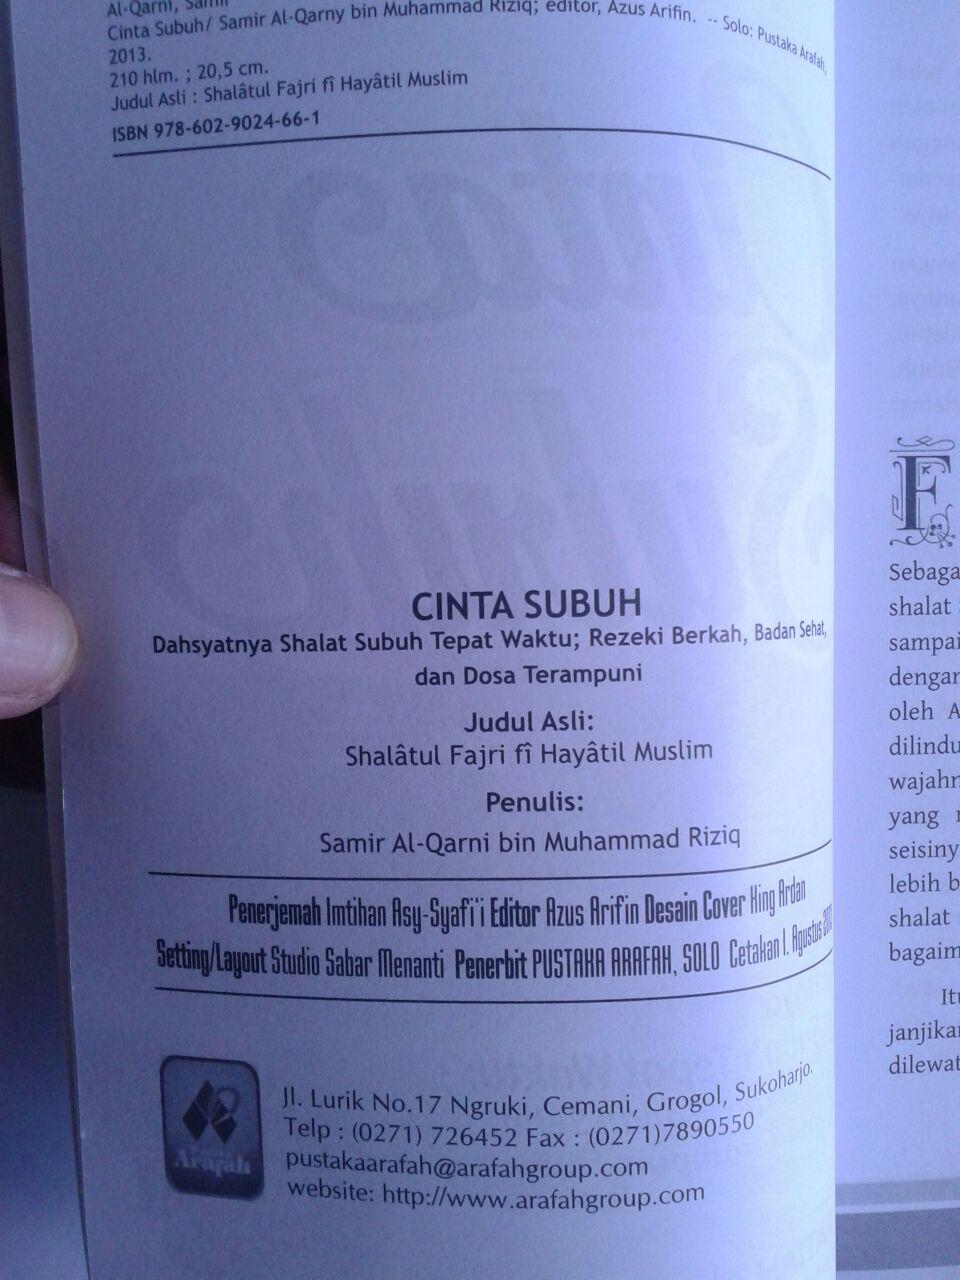 Al-Qarni, Samir
Cinta Subuh/ Samir Al-Qarny bin Muhammad Riziq; editor, Azus Arifin. -- Solo: Pustaka Arafah,
2013.
210 hlm. ; 20,5 cm.
Judul Asli : Shalâtul Fajri fî Hayâtil Muslim
ISBN 978-602-9024-66-1
CINTA SUBUH
Dahsyatnya Shalat Subuh Tepat Waktu; Rezeki Berkah, Badan Sehat,
dan Dosa Terampuni
Judul Asli:
Shalâtul Fajri fî Hayâtil Muslim
Penulis:
Samir Al-Qarni bin Muhammad Riziq
Penerjemah Imtihan Asy-Syafi'i Editor Azus Arifin Desain Cover King Ardan
Setting/Layout Studio Sabar Menanti Penerbit PUSTAKA ARAFAH, SOLO Cetakan I. Agustus
Arafah
Jl. Lurik No.17 Ngruki, Cemani, Grogol, Sukoharjo.
Telp : (0271) 726452 Fax : (0271)7890550
pustakaarafah@arafahgroup.com
website: http://www.arafahgroup.com
F
Sebaga
shalat
sampai
dengan
oleh A
dilindu
wajahn
yang
seisiny
lebih b
shalat
bagaim
Itu
janjikan
dilewat